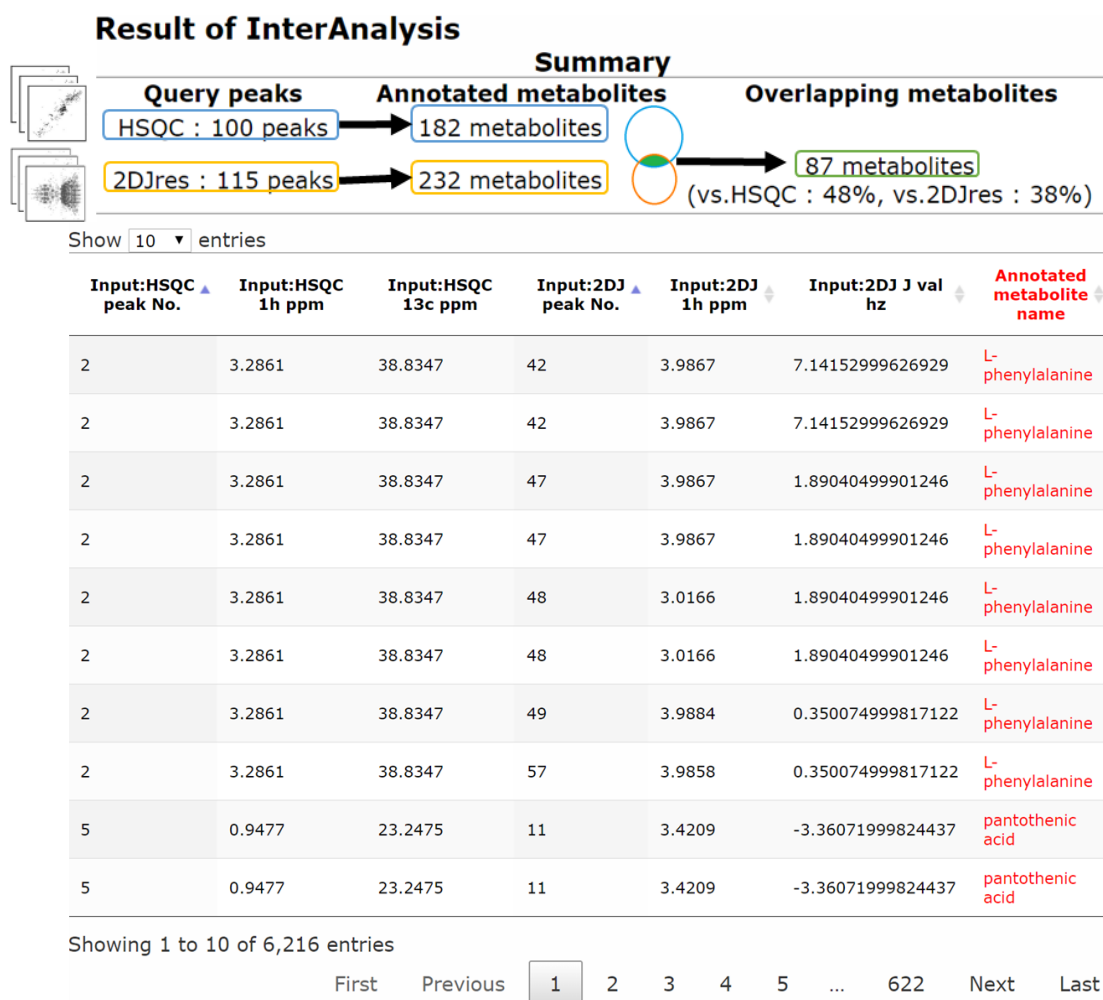 Result of InterAnalysis
Summary
Query peaks Annotated metabolites Overlapping metabolites
HSQC : 100 peaks 182 metabolites
2DJres : 115 peaks 232 metabolites 87 metabolites
(vs.HSQC : 48%, vs.2DJres : 38%)
Show 10 entries
Input:HSQC peak No. Input:HSQC 1h ppm Input:HSQC 13c ppm Input:2DJ peak No. Input:2DJ 1h ppm Input:2DJ J val hz Annotated metabolite name
2 3.2861 38.8347 42 3.9867 7.14152999626929 L-phenylalanine
2 3.2861 38.8347 42 3.9867 7.14152999626929 L-phenylalanine
2 3.2861 38.8347 47 3.9867 1.89040499901246 L-phenylalanine
2 3.2861 38.8347 47 3.9867 1.89040499901246 L-phenylalanine
2 3.2861 38.8347 48 3.0166 1.89040499901246 L-phenylalanine
2 3.2861 38.8347 48 3.0166 1.89040499901246 L-phenylalanine
2 3.2861 38.8347 49 3.9884 0.350074999817122 L-phenylalanine
2 3.2861 38.8347 57 3.9858 0.350074999817122 L-phenylalanine
5 0.9477 23.2475 11 3.4209 -3.36071999824437 pantothenic acid
5 0.9477 23.2475 11 3.4209 -3.36071999824437 pantothenic acid
Showing 1 to 10 of 6,216 entries
First Previous 1 2 3 4 5 … 622 Next Last